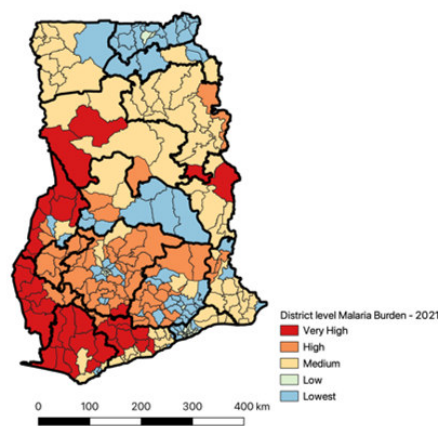 District level Malaria Burden - 2021
Very High
High
Medium
Low
Lowest
0 100 200 300 400 km